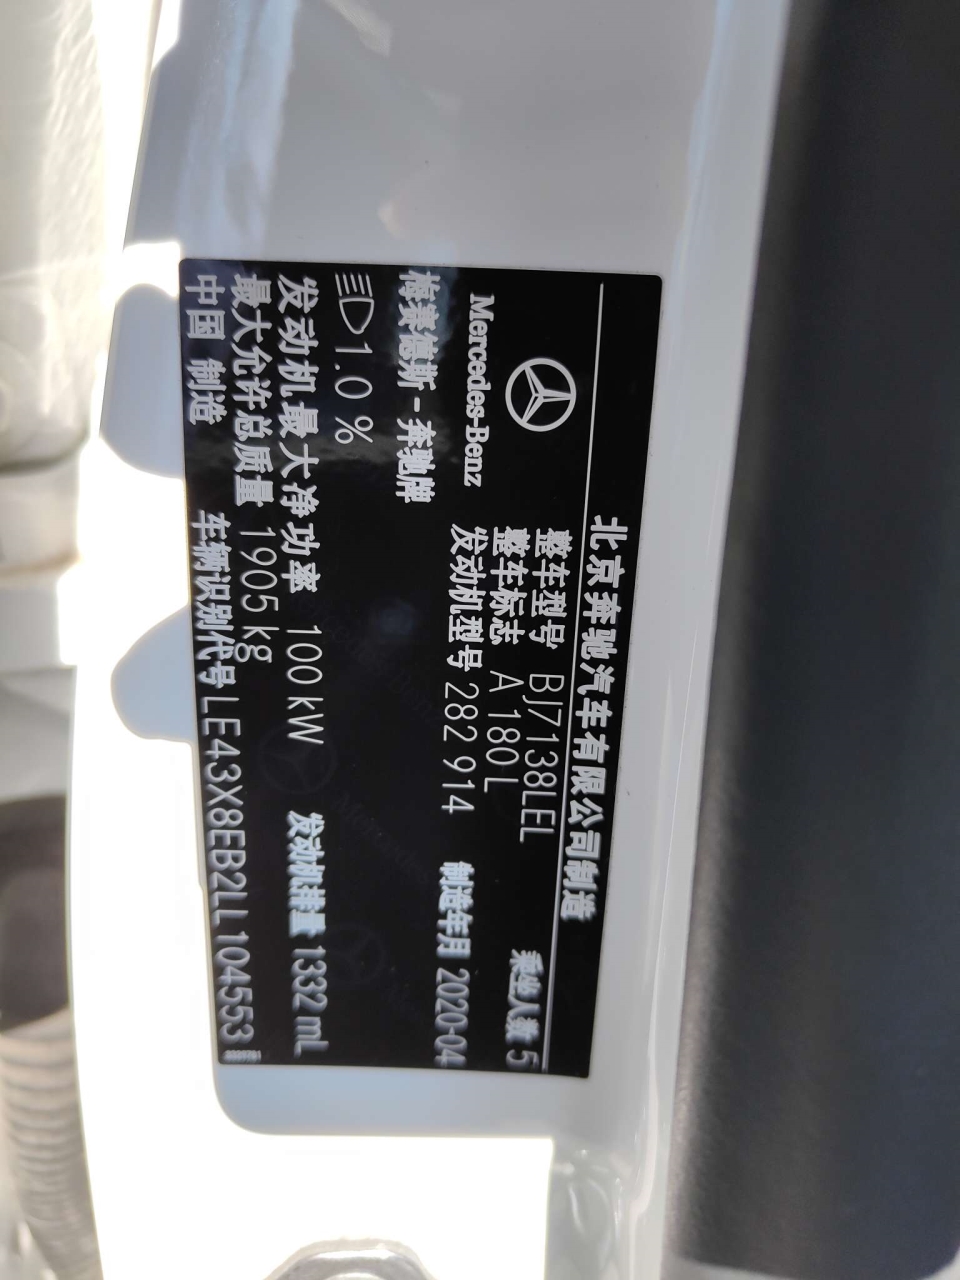 北京奔驰汽车有限公司制造
Mercedes-Benz
梅赛德斯-奔驰牌
整车型号 BJ7138LEL 乘坐人数 5
整车标志 A 180 L
发动机型号 282 914 制造年月 2020-04
1.0 %
发动机最大净功率 100 kW 发动机排量 1332 mL
最大允许总质量 1905 kg
中国 制造 车辆识别代号 LE43X8EB2LL104553